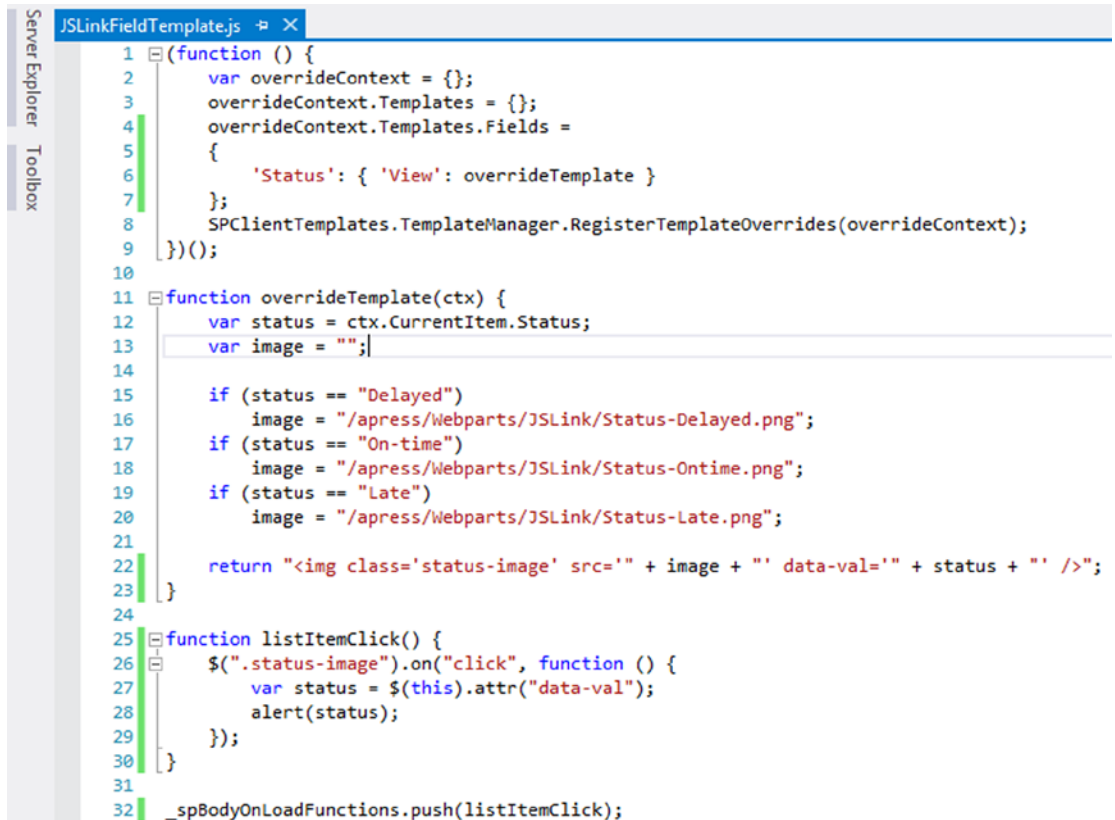 Server Explorer
Toolbox
JSLinkFieldTemplate.js
1 (function () {
2 var overrideContext = {};
3 overrideContext.Templates = {};
4 overrideContext.Templates.Fields =
5 {
6 'Status': { 'View': overrideTemplate }
7 };
8 SPClientTemplates.TemplateManager.RegisterTemplateOverrides(overrideContext);
9 })();
10
11 function overrideTemplate(ctx) {
12 var status = ctx.CurrentItem.Status;
13 var image = "";
14
15 if (status == "Delayed")
16 image = "/apress/Webparts/JSLink/Status-Delayed.png";
17 if (status == "On-time")
18 image = "/apress/Webparts/JSLink/Status-Ontime.png";
19 if (status == "Late")
20 image = "/apress/Webparts/JSLink/Status-Late.png";
21
22 return "<img class='status-image' src='" + image + "' data-val='" + status + "' />";
23 }
24
25 function listItemClick() {
26 $(".status-image").on("click", function () {
27 var status = $(this).attr("data-val");
28 alert(status);
29 });
30 }
31
32 _spBodyOnLoadFunctions.push(listItemClick);